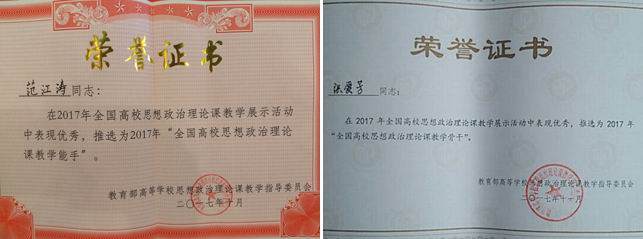 荣誉证书
范江涛同志：
在2017年全国高校思想政治理论课教学展示活动
中表现优秀，推选为2017年“全国高校思想政治理论
课教学能手”。
教育部高等学校思想政治理论课教学指导委员会
二〇一七年十月
荣誉证书
张爱芳同志：
在 2017 年全国高校思想政治理论课教学展示活动中表现优秀，推选为 2017 年
“全国高校思想政治理论课教学骨干”。
教育部高等学校思想政治理论课教学指导委员会
二〇一七年十一月